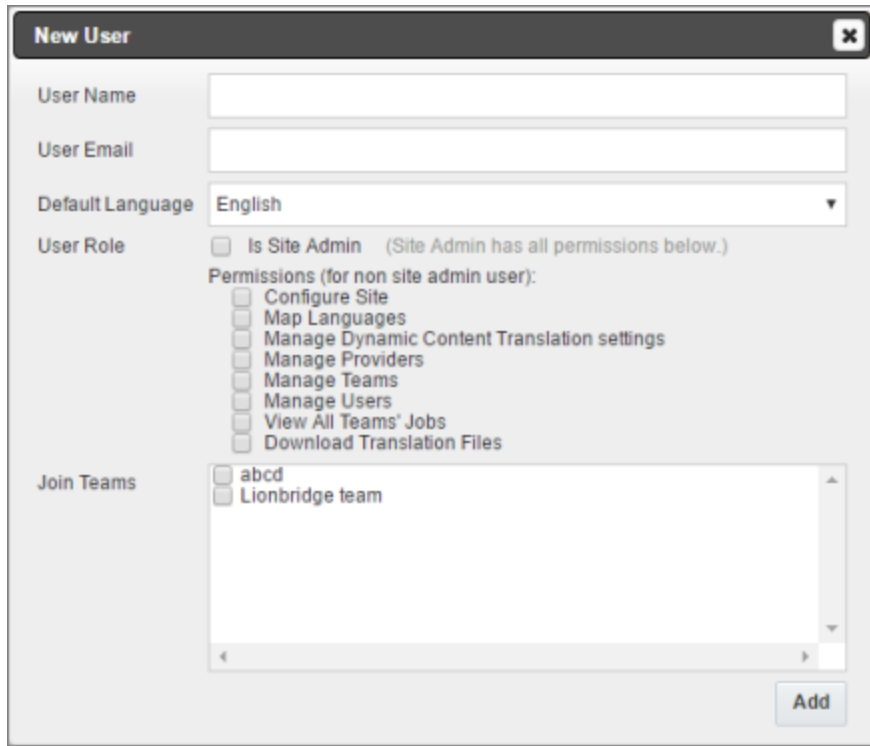 New User
User Name
User Email
Default Language English
User Role Is Site Admin (Site Admin has all permissions below.)
Permissions (for non site admin user):
Configure Site
Map Languages
Manage Dynamic Content Translation settings
Manage Providers
Manage Teams
Manage Users
View All Teams' Jobs
Download Translation Files
Join Teams
abcd
Lionbridge team
Add